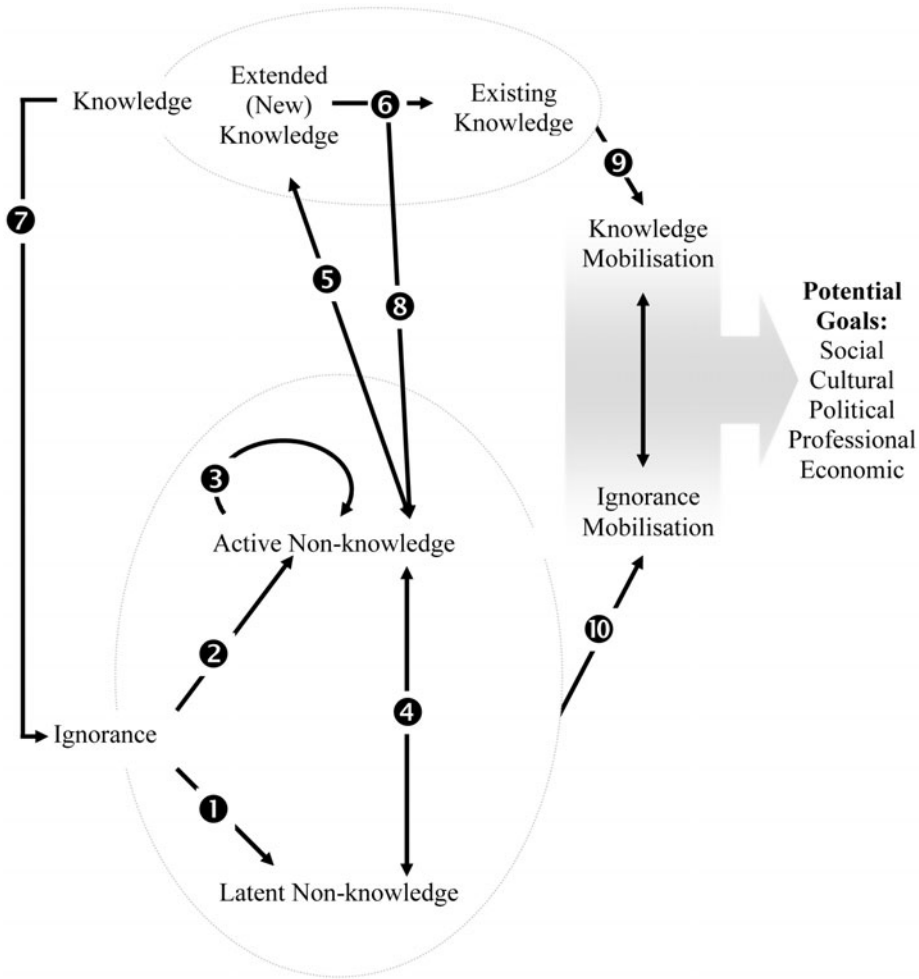 Knowledge
Extended
(New)
Knowledge
6
Existing
Knowledge
9
7
5
8
Knowledge
Mobilisation
Potential
Goals:
Social
Cultural
Political
Professional
Economic
3
Ignorance
Mobilisation
Active Non-knowledge
2
10
4
Ignorance
1
Latent Non-knowledge